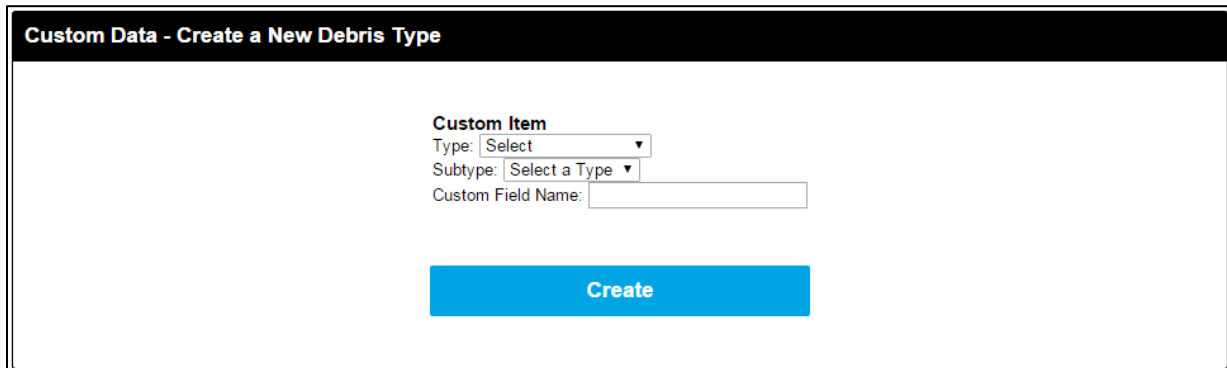 Custom Data - Create a New Debris Type
Custom Item
Type: Select
Subtype: Select a Type
Custom Field Name:
Create